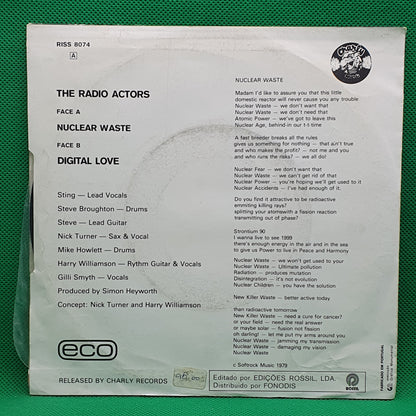 RISS 8074
A
THE RADIO ACTORS
FACE A
NUCLEAR WASTE
FACE B
DIGITAL LOVE
Sting — Lead Vocals
Steve Broughton — Drums
Steve — Lead Guitar
Nick Turner — Sax & Vocal
Mike Howlett — Drums
Harry Williamson — Rythm Guitar & Vocals
Gilli Smyth — Vocals
Produced by Simon Heyworth
Concept: Nick Turner and Harry Williamson
eco
RELEASED BY CHARLY RECORDS
Charly
NUCLEAR WASTE
Madam I'd like to assure you that this little
domestic reactor will never cause you any trouble
Nuclear Waste — we don't want that
Nuclear Waste — we don't need that
Atomic Power — we've got to leave this
Nuclear Age, behind-in our t-t time
A fast breeder breaks all the rules
gives us something for nothing — that ain't true
and who makes the profit? — not me and you
and who runs the risks? — we all do!
Nuclear Fear — we don't want that
Nuclear Waste — we can't get rid of that
Nuclear Power — you're hoping we'll get used to it
Nuclear Accidents — I've had enough of it.
Do you find it attractive to be radioactive
emmiting killing rays?
splitting your atomswith a fission reaction
transmitting out of phase?
Strontium 90
I wanna live to see 1999
there's enough energy in the air and in the sea
to give us Power to live in Peace and Harmony
Nuclear Waste — we won't get used to your
Nuclear Waste — Ultimate pollution
Radiation — produces mutation
Disintegration — it's not evolution
Nuclear Children — you have the solution
New Killer Waste — better active today
than radioactive tomorrow
New Killer Waste — need a cure for cancer?
or your field — need the real answer
or maybe solar — fusion not fission
oh darling! — let me put my arms around you
Nuclear Waste — jamming my transmission
Nuclear Waste — jamming and damaging
Nuclear Waste — my vision
c Saftrock Music 1979
Editado por EDIÇÕES ROSSIL, LDA.
Distribuído por FONODIS
ROSSIL
FABRICADO EM PORTUGAL